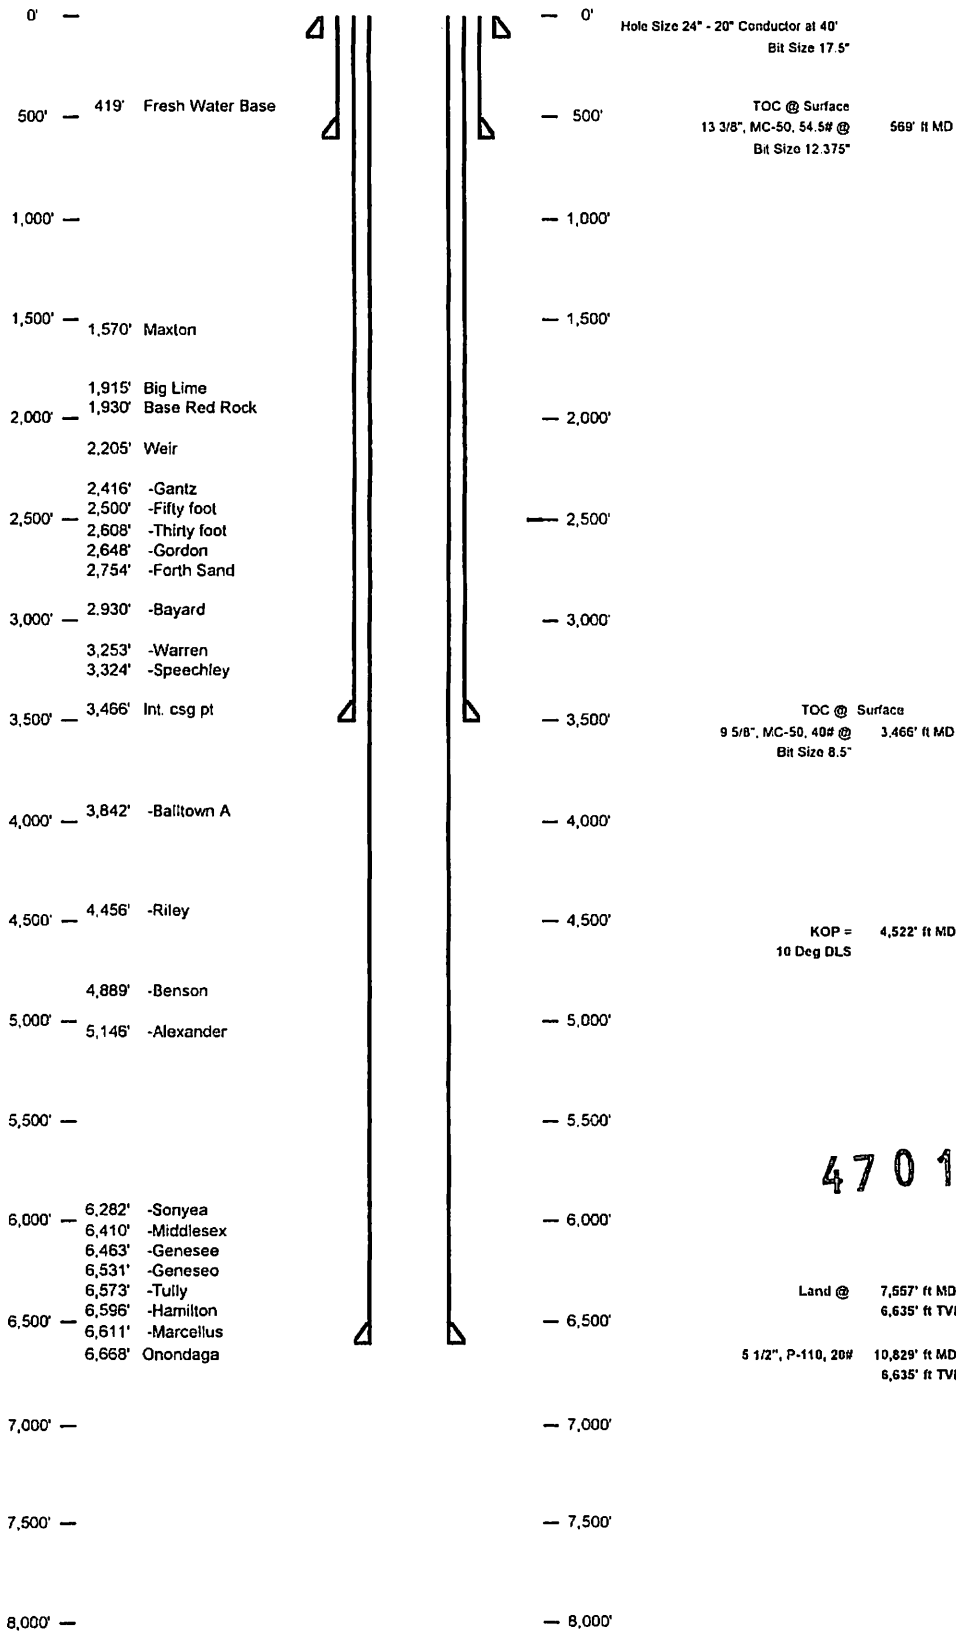 0' 0' Hole Size 24" - 20" Conductor at 40'
Bit Size 17.5"
419' Fresh Water Base
TOC @ Surface
500' 500'
13 3/8", MC-50, 54.5# @ 569' ft MD
Bit Size 12.375"
1,000' 1,000'
1,500' 1,500'
1,570' Maxton
1,915' Big Lime
1,930' Base Red Rock
2,000' 2,000'
2,205' Weir
2,416' -Gantz
2,500' -Fifty foot
2,500' 2,500'
2,608' -Thirty foot
2,648' -Gordon
2,754' -Forth Sand
2,930' -Bayard
3,000' 3,000'
3,253' -Warren
3,324' -Speechley
3,466' Int. csg pt
TOC @ Surface
3,500' 3,500'
9 5/8", MC-50, 40# @ 3,466' ft MD
Bit Size 8.5"
3,842' -Balltown A
4,000' 4,000'
4,456' -Riley
4,500' 4,500'
KOP = 4,522' ft MD
10 Deg DLS
4,889' -Benson
5,000' 5,000'
5,146' -Alexander
5,500' 5,500'
4701
6,282' -Sonyea
6,000' 6,000'
6,410' -Middlesex
6,463' -Genesee
6,531' -Geneseo
6,573' -Tully
Land @ 7,557' ft MD
6,596' -Hamilton
6,635' ft TV
6,500' 6,500'
6,611' -Marcellus
6,668' Onondaga
5 1/2", P-110, 20# 10,829' ft MD
6,635' ft TV
7,000' 7,000'
7,500' 7,500'
8,000' 8,000'